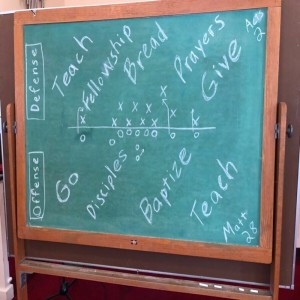 Defense
Teach
Fellowship
Bread
Prayers
Give
Acts
2
X X X X
X X X X X X
O O O O O O O O
O
O
Offense
Go
Disciples
Baptize
Teach
Matt
28